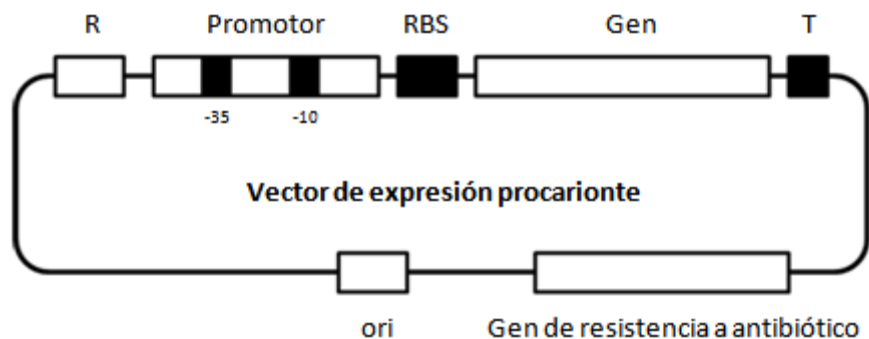 R Promotor RBS Gen T
-35 -10
Vector de expresión procarionte
ori Gen de resistencia a antibiótico